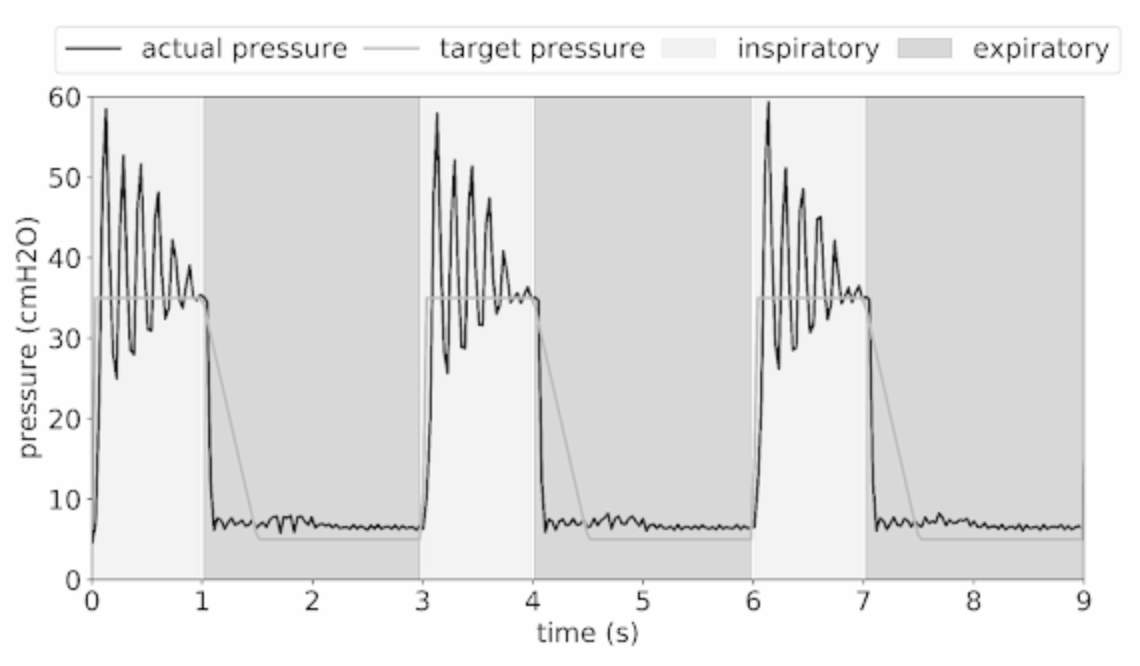 actual pressure target pressure inspiratory expiratory
60
50
40
30
20
10
0
pressure (cmH2O)
0 1 2 3 4 5 6 7 8 9
time (s)